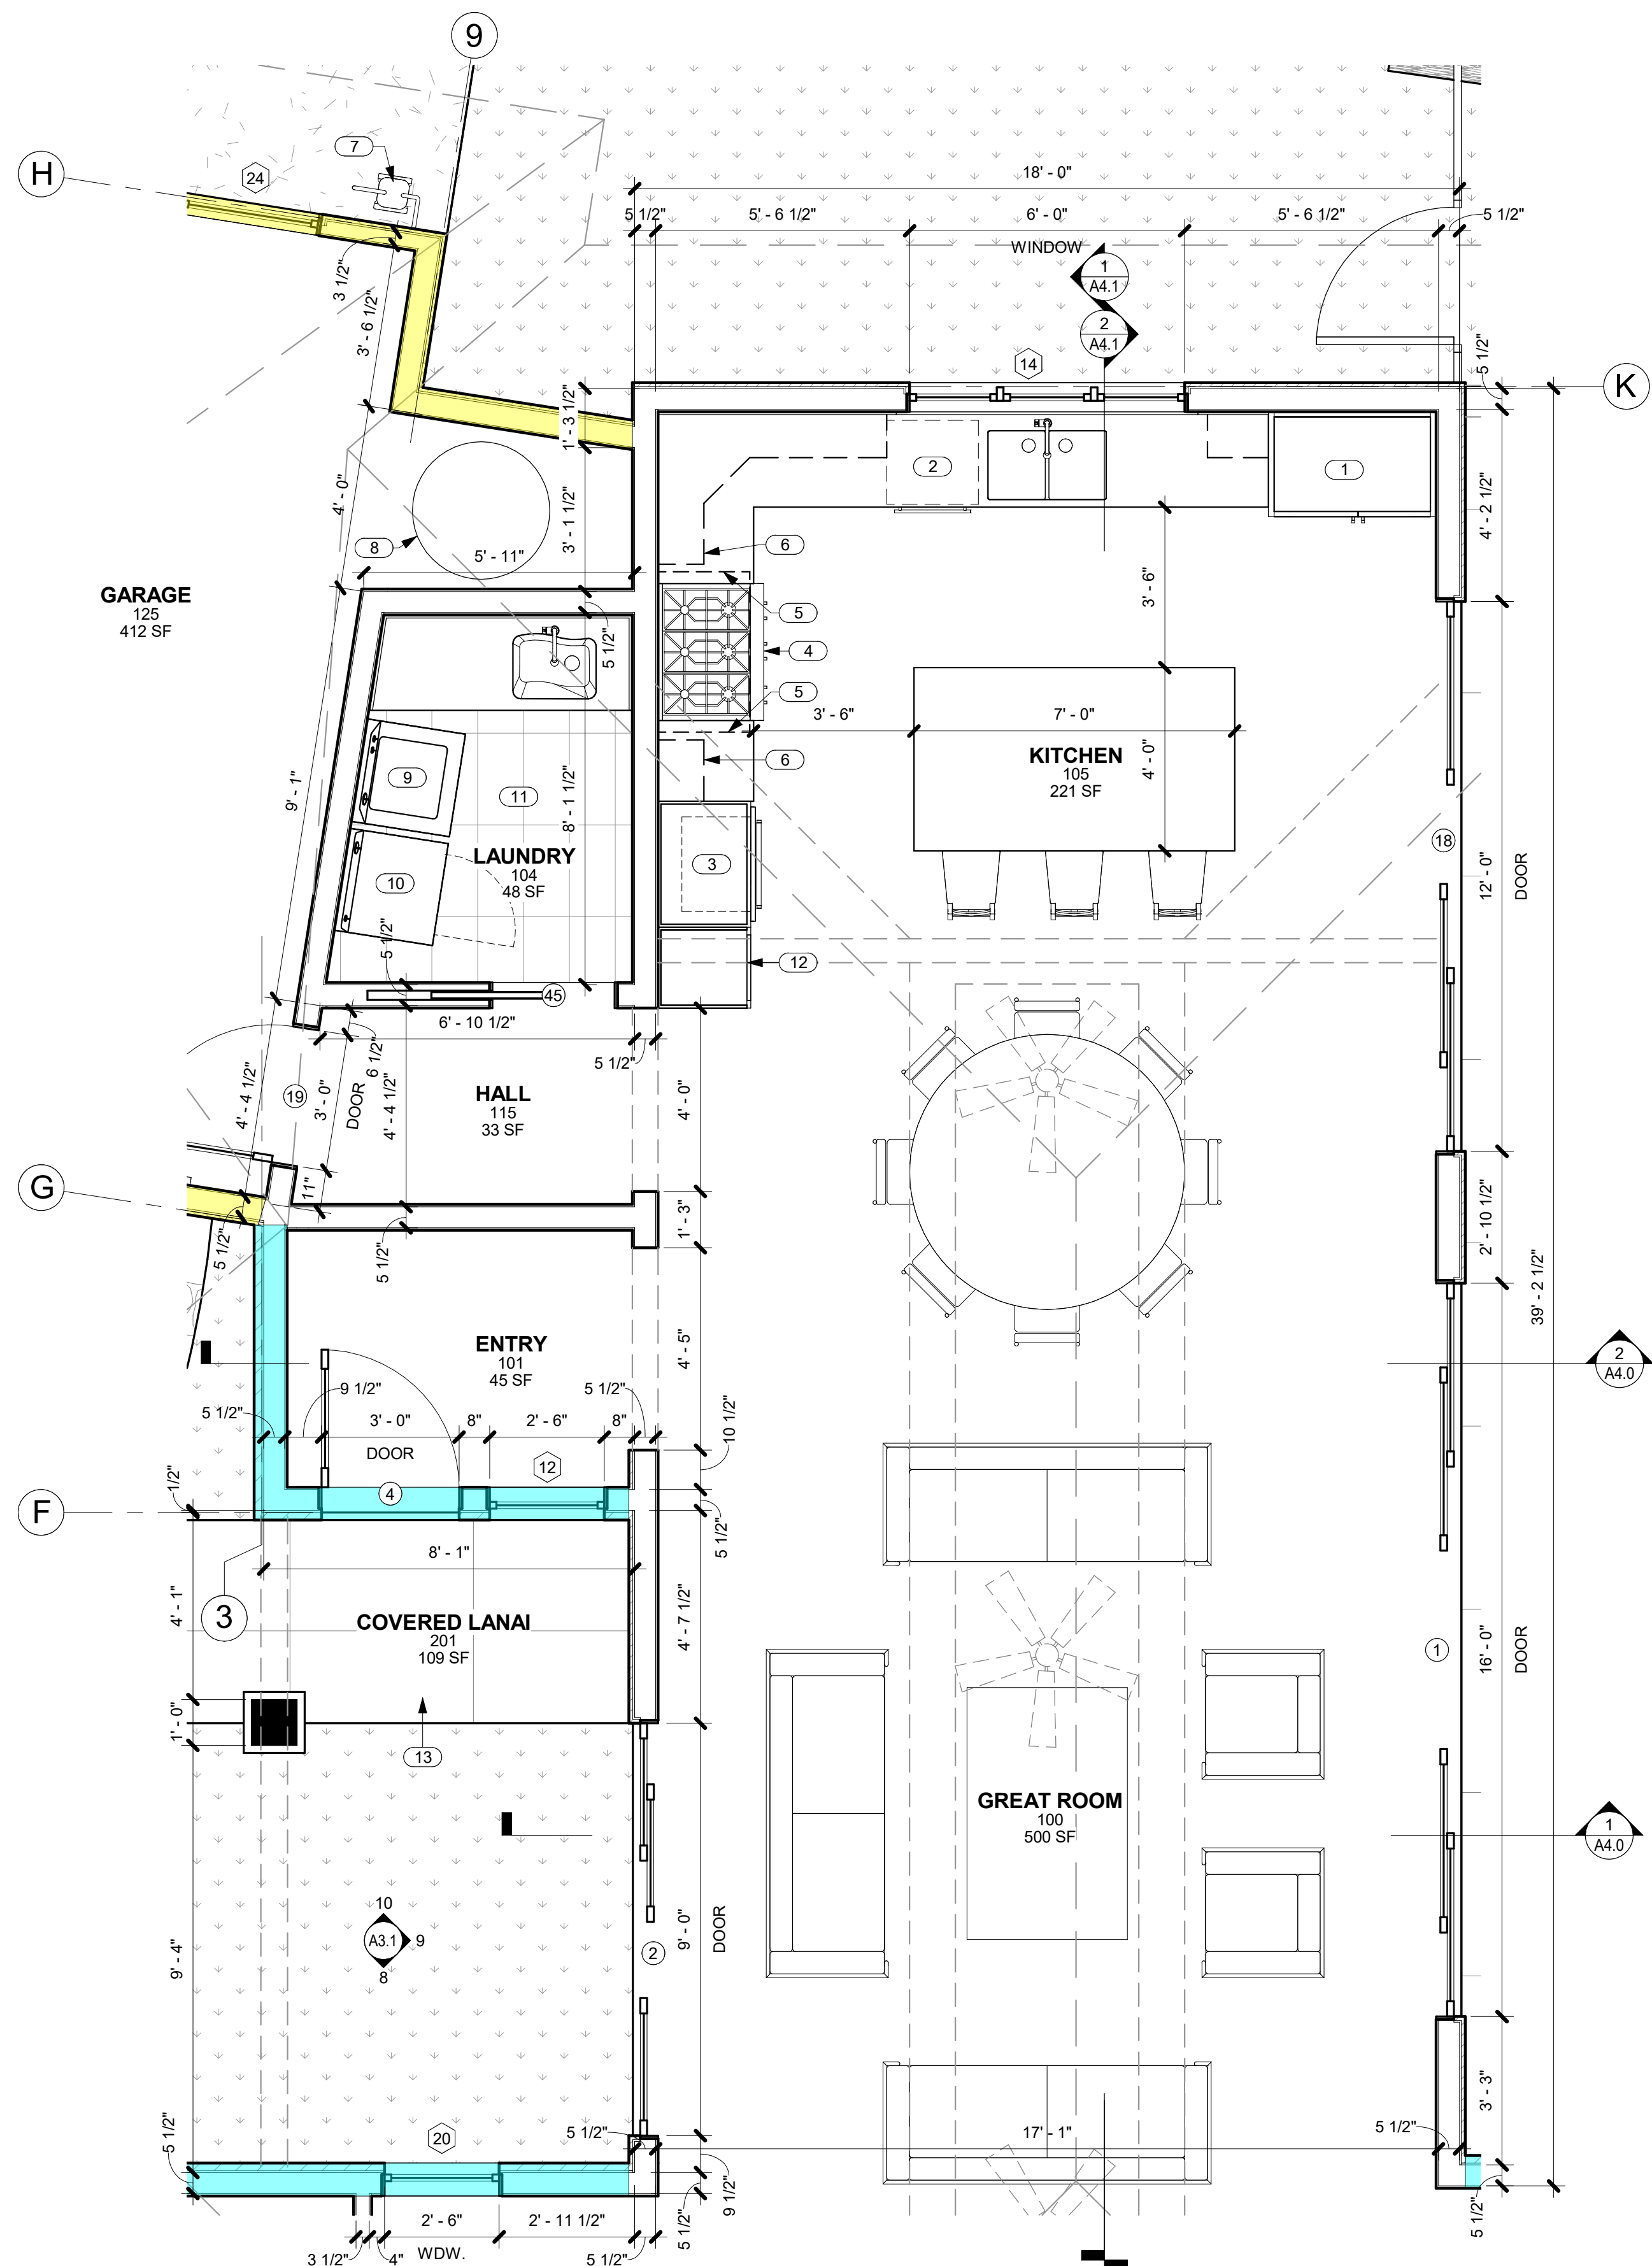 9
H
7
24
3 1/2"
3' - 6 1/2"
18' - 0"
5 1/2"
5' - 6 1/2"
6' - 0"
5' - 6 1/2"
5 1/2"
WINDOW
1
A4.1
2
A4.1
14
5 1/2"
K
1' - 3 1/2"
4' - 0"
8
3' - 1 1/2"
5' - 11"
2
1
4' - 2 1/2"
6
3' - 6"
GARAGE
125
412 SF
5 1/2"
5
4
5
3' - 6"
7' - 0"
KITCHEN
105
221 SF
4' - 0"
6
9' - 1"
9
11
8' - 1 1/2"
LAUNDRY
104
48 SF
10
3
18
12' - 0"
DOOR
5 1/2"
12
45
6' - 10 1/2"
5 1/2"
6 1/2"
4' - 4 1/2"
19
3' - 0"
DOOR
4' - 4 1/2"
HALL
115
33 SF
4' - 0"
G
11"
5 1/2"
5 1/2"
1' - 3"
2' - 10 1/2"
39' - 2 1/2"
ENTRY
101
45 SF
4' - 5"
2
A4.0
9 1/2"
5 1/2"
5 1/2"
3' - 0"
8"
2' - 6"
8"
DOOR
10 1/2"
12
4
1/2"
F
5 1/2"
8' - 1"
3
4' - 1"
COVERED LANAI
201
109 SF
4' - 7 1/2"
1
16' - 0"
DOOR
1' - 0"
13
GREAT ROOM
100
500 SF
1
A4.0
10
A3.1
9
8
9' - 4"
2
9' - 0"
DOOR
3' - 3"
5 1/2"
20
5 1/2"
17' - 1"
5 1/2"
9 1/2"
5 1/2"
5 1/2"
2' - 6"
2' - 11 1/2"
3 1/2"
4"
WDW.
5 1/2"